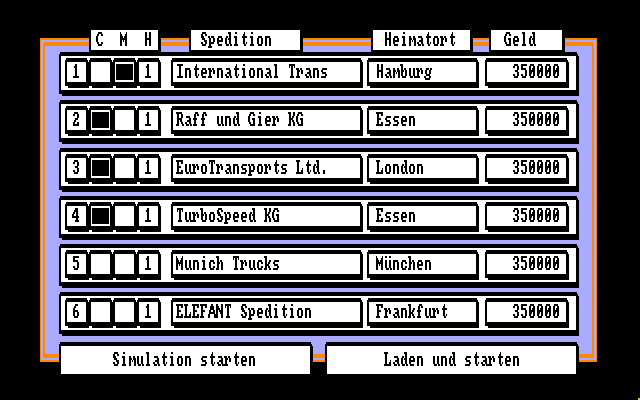 C M H Spedition Heimatort Geld
1 1 International Trans Hamburg 350000
2 1 Raff und Gier KG Essen 350000
3 1 EuroTransports Ltd. London 350000
4 1 TurboSpeed KG Essen 350000
5 1 Munich Trucks München 350000
6 1 ELEFANT Spedition Frankfurt 350000
Simulation starten Laden und starten